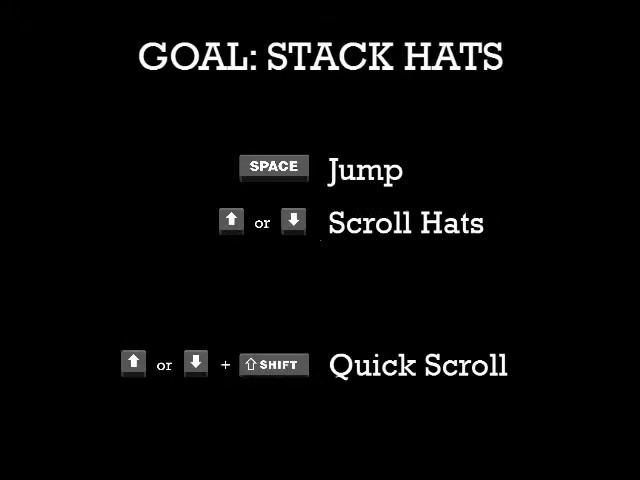 GOAL: STACK HATS
SPACE Jump
or Scroll Hats
or + SHIFT Quick Scroll